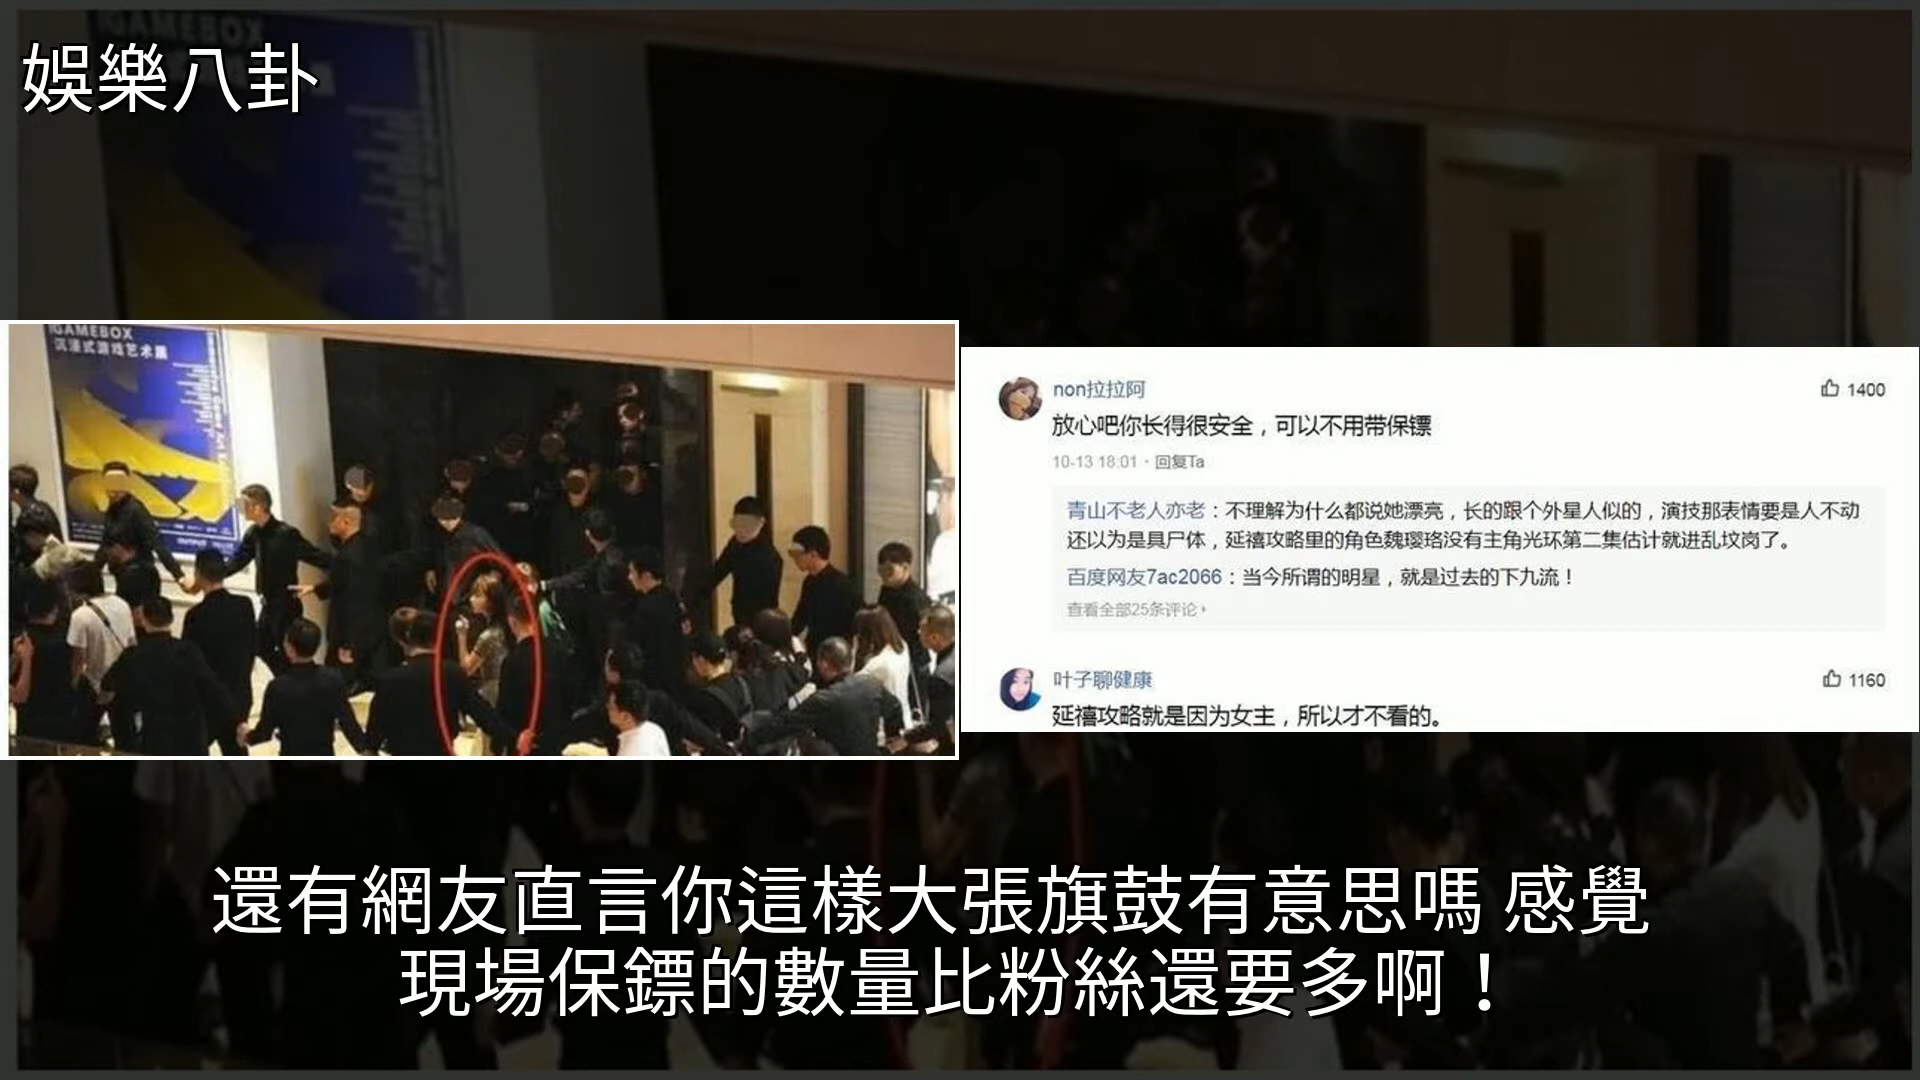 娛樂八卦
GAMEBOX
沉浸式游戏艺术展
non拉拉阿
1400
放心吧你长得很安全，可以不用带保镖
10-13 18:01 · 回复Ta
青山不老人亦老：不理解为什么都说她漂亮，长的跟个外星人似的，演技那表情要是人不动
还以为是具尸体，延禧攻略里的角色魏璎珞没有主角光环第二集估计就进乱坟岗了。
百度网友7ac2066：当今所谓的明星，就是过去的下九流！
查看全部25条评论
叶子聊健康
1160
延禧攻略就是因为女主，所以才不看的。
還有網友直言你這樣大張旗鼓有意思嗎 感覺
現場保鏢的數量比粉絲還要多啊！